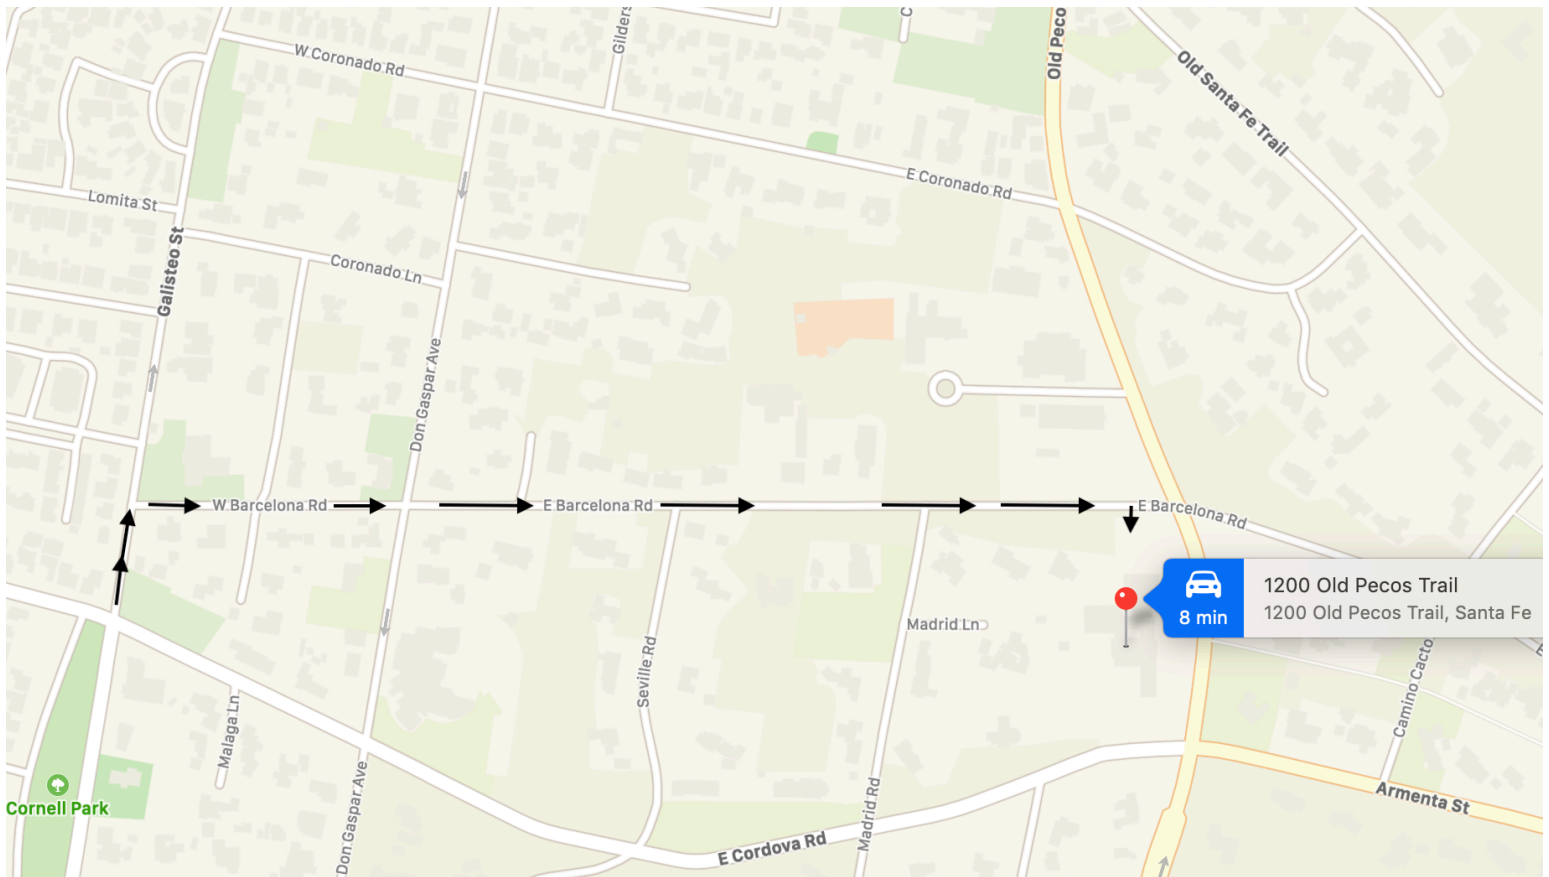 Gilders
C
Old Peco
W Coronado Rd
Old Santa Fe Trail
E Coronado Rd
Lomita St
Galisteo St
Coronado Ln
Don Gaspar Ave
W Barcelona Rd
E Barcelona Rd
E Barcelona Rd
1200 Old Pecos Trail
8 min
1200 Old Pecos Trail, Santa Fe
Madrid Ln
Seville Rd
Camino Cacto
E
Malaga Ln
Cornell Park
Don Gaspar Ave
Madrid Rd
E Cordova Rd
Armenta St